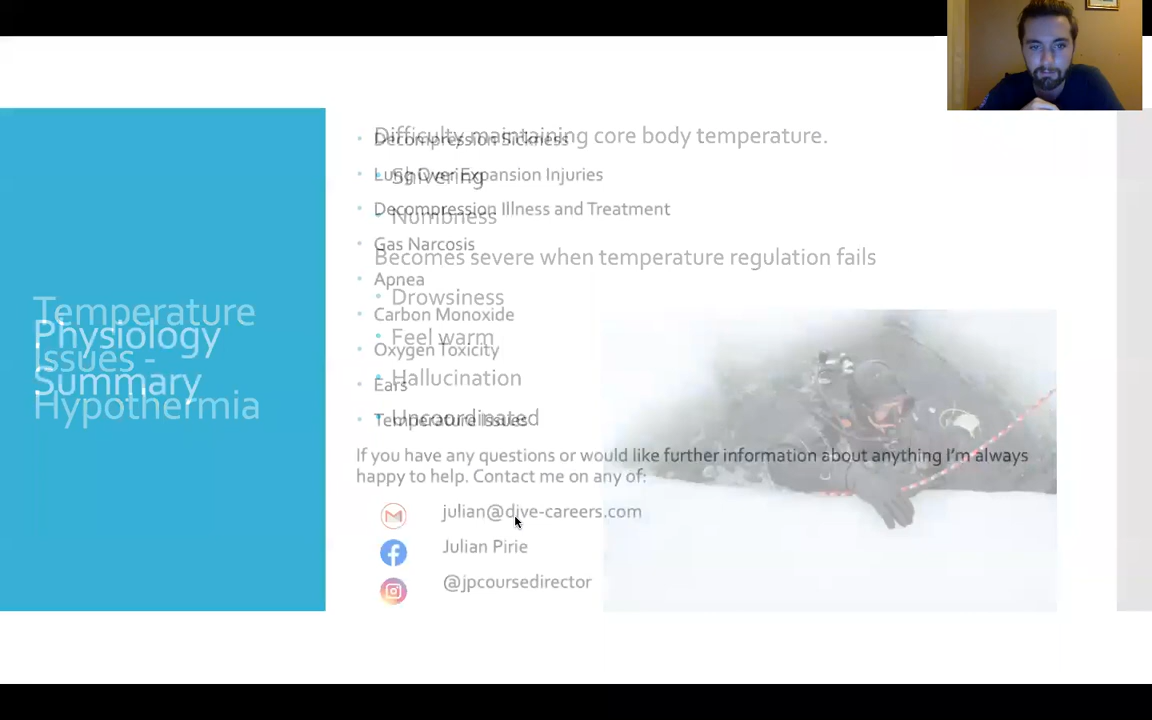 Temperature
Issues -
Hypothermia
Physiology
Summary
Difficulty maintaining core body temperature.
• Shivering
• Numbness
Becomes severe when temperature regulation fails
• Drowsiness
• Feel warm
• Hallucination
• Uncoordinated
• Decompression Sickness
• Lung Over Expansion Injuries
• Decompression Illness and Treatment
• Gas Narcosis
• Apnea
• Carbon Monoxide
• Oxygen Toxicity
• Ears
• Temperature Issues
If you have any questions or would like further information about anything I'm always
happy to help. Contact me on any of:
julian@dive-careers.com
Julian Pirie
@jpcoursedirector